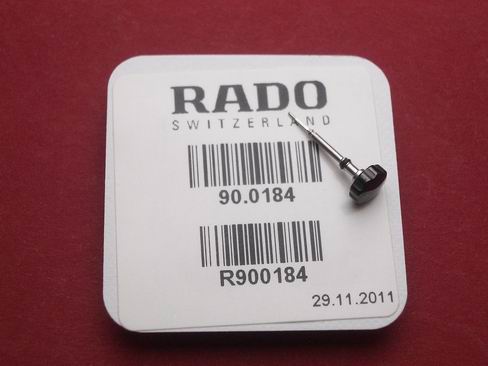 RADO
SWITZERLAND
90.0184
R900184
29.11.2011